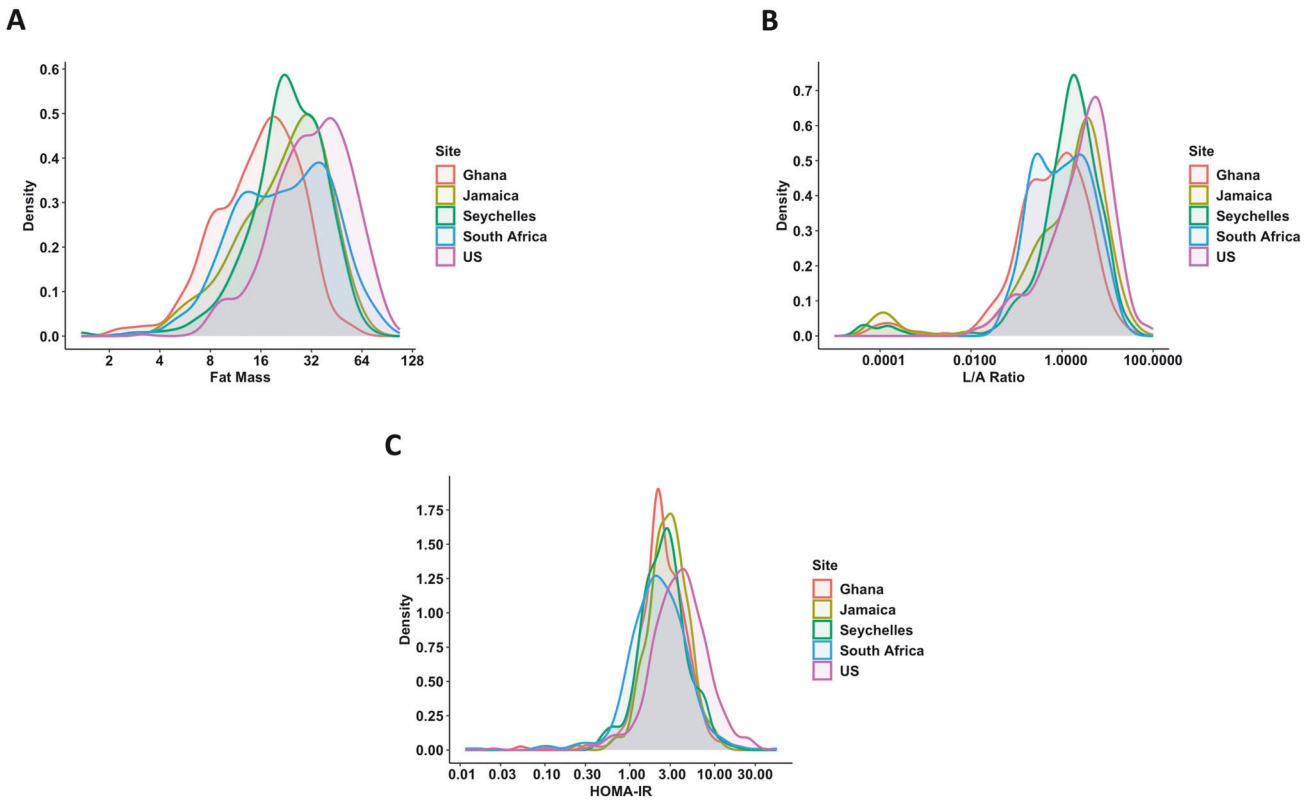 A
0.6
0.5
0.4
0.3
0.2
0.1
0.0
Density
2 4 8 16 32 64 128
Fat Mass
Site
Ghana
Jamaica
Seychelles
South Africa
US
B
0.7
0.6
0.5
0.4
0.3
0.2
0.1
0.0
Density
0.0001 0.0100 1.0000 100.0000
L/A Ratio
Site
Ghana
Jamaica
Seychelles
South Africa
US
C
1.75
1.50
1.25
1.00
0.75
0.50
0.25
0.00
Density
0.01 0.03 0.10 0.30 1.00 3.00 10.00 30.00
HOMA-IR
Site
Ghana
Jamaica
Seychelles
South Africa
US